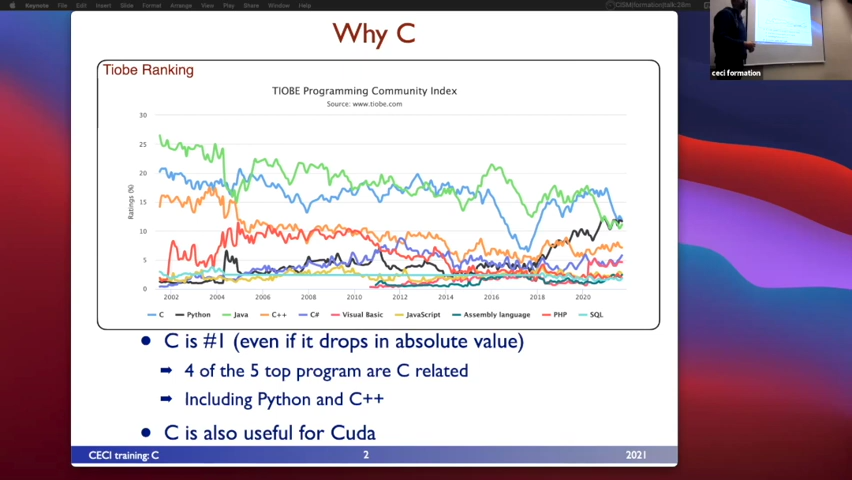 Keynote File Edit Insert Slide Format Arrange View Play Share Window Help
Why C
ceci formation
Tiobe Ranking
TIOBE Programming Community Index
Source: www.tiobe.com
Ratings (%)
30
25
20
15
10
5
0
2002 2004 2006 2008 2010 2012 2014 2016 2018 2020
C Python Java C++ C# Visual Basic JavaScript Assembly language PHP SQL
• C is #1 (even if it drops in absolute value)
➡ 4 of the 5 top program are C related
➡ Including Python and C++
• C is also useful for Cuda
CECI training: C 2 2021